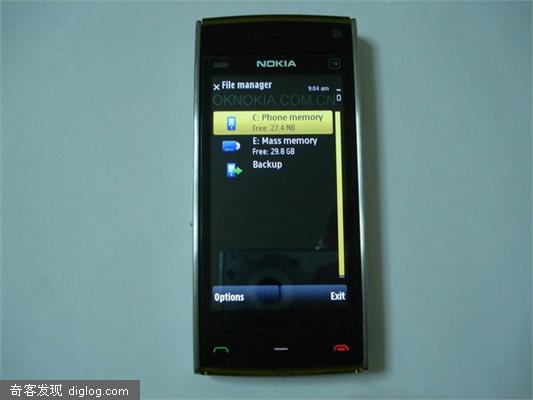 NOKIA
File manager
9:04 am
OKNOKIA.COM.CN
C: Phone memory
Free: 27.4 MB
E: Mass memory
Free: 29.8 GB
Backup
Options
Exit
奇客发现 diglog.com